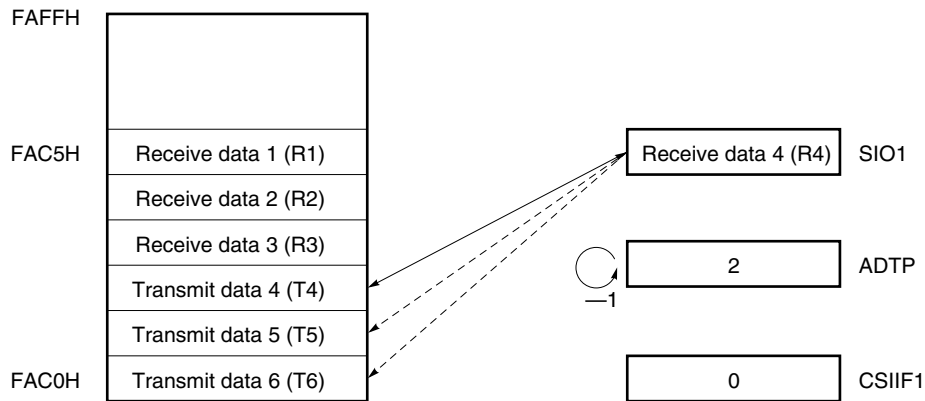 FAFFH
FAC5H Receive data 1 (R1) Receive data 4 (R4) SIO1
Receive data 2 (R2)
Receive data 3 (R3) 2 ADTP
Transmit data 4 (T4) —1
Transmit data 5 (T5)
FAC0H Transmit data 6 (T6) 0 CSIIF1